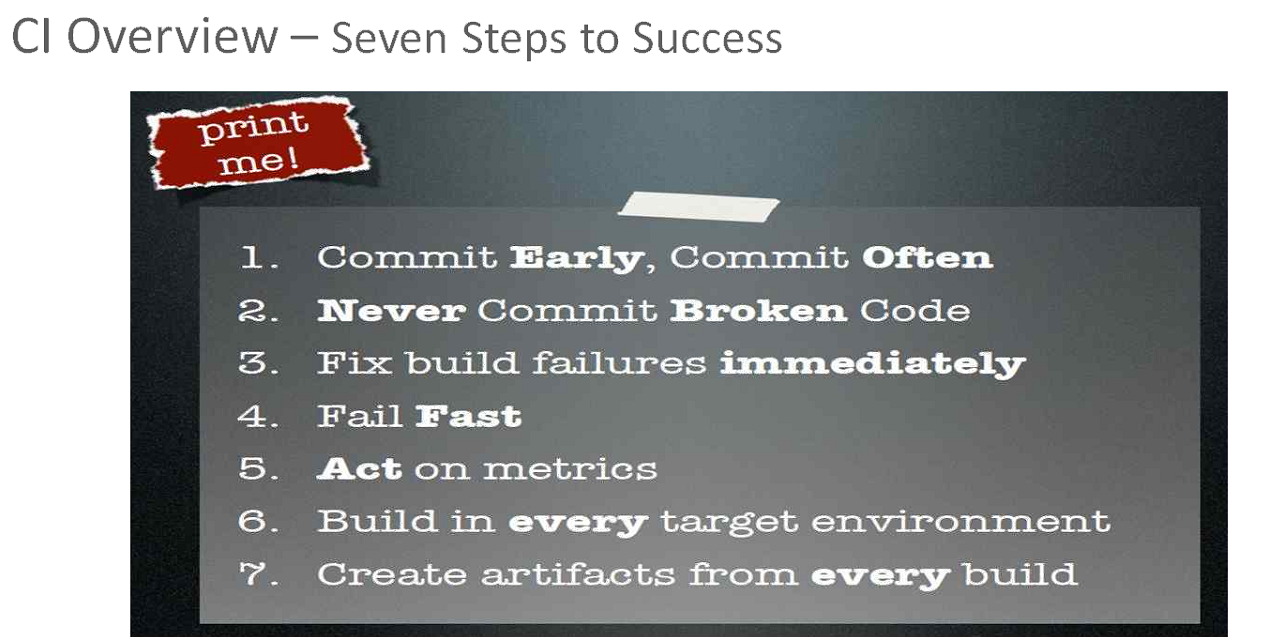 CI Overview – Seven Steps to Success
print
me!
1. Commit Early, Commit Often
2. Never Commit Broken Code
3. Fix build failures immediately
4. Fail Fast
5. Act on metrics
6. Build in every target environment
7. Create artifacts from every build